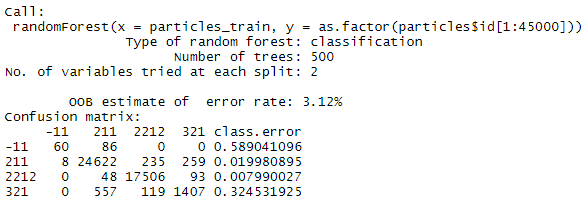 Call:
 randomForest(x = particles_train, y = as.factor(particles$id[1:45000]))
               Type of random forest: classification
                     Number of trees: 500
No. of variables tried at each split: 2

        OOB estimate of  error rate: 3.12%
Confusion matrix:
     -11   211  2212  321 class.error
-11   60    86     0    0 0.589041096
211    8 24622   235  259 0.019980895
2212   0    48 17506   93 0.007990027
321    0   557   119 1407 0.324531925